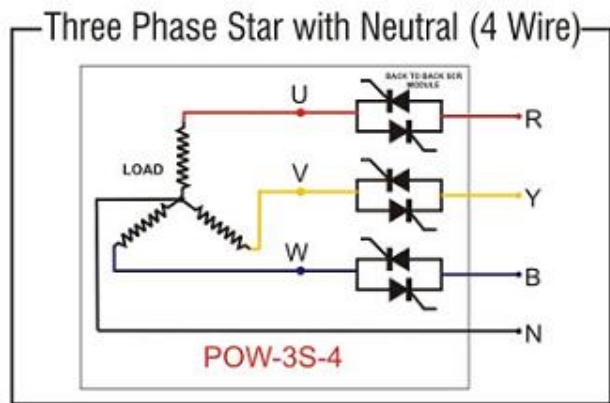 Three Phase Star with Neutral (4 Wire)
BACK TO BACK SCR
MODULE
U
R
LOAD
V
Y
W
B
N
POW-3S-4